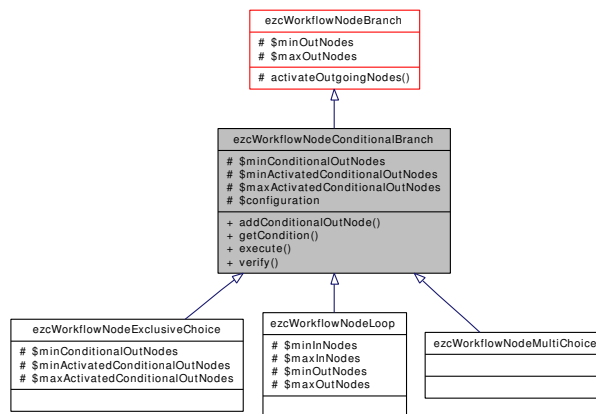 ezcWorkflowNodeBranch
# $minOutNodes
# $maxOutNodes
# activateOutgoingNodes()
ezcWorkflowNodeConditionalBranch
# $minConditionalOutNodes
# $minActivatedConditionalOutNodes
# $maxActivatedConditionalOutNodes
# $configuration
+ addConditionalOutNode()
+ getCondition()
+ execute()
+ verify()
ezcWorkflowNodeExclusiveChoice
# $minConditionalOutNodes
# $minActivatedConditionalOutNodes
# $maxActivatedConditionalOutNodes
ezcWorkflowNodeLoop
# $minInNodes
# $maxInNodes
# $minOutNodes
# $maxOutNodes
ezcWorkflowNodeMultiChoice